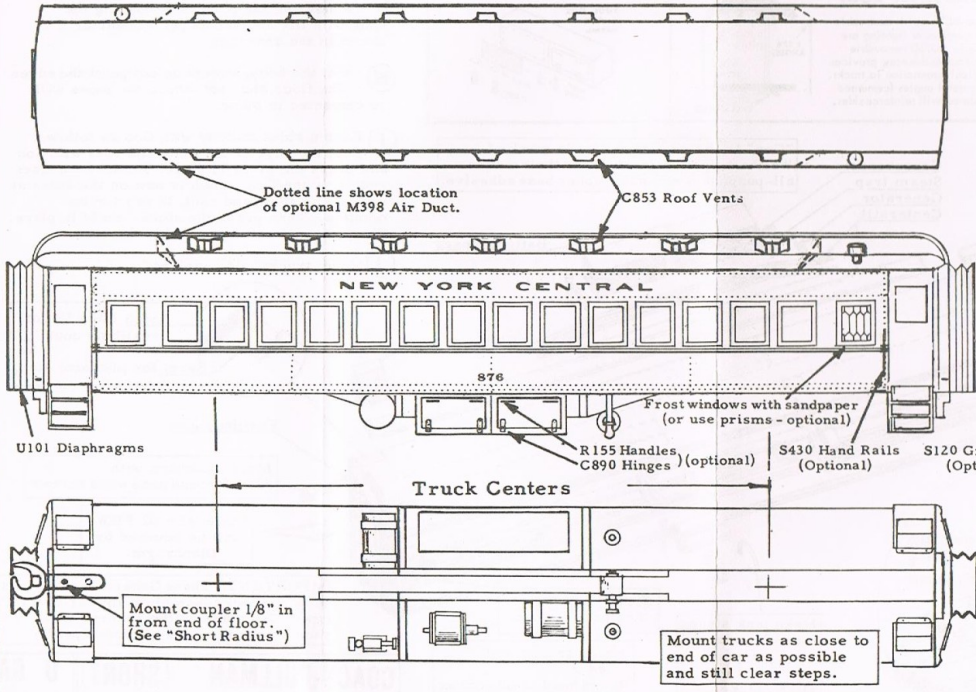 Dotted line shows location
of optional M398 Air Duct.
C853 Roof Vents
NEW YORK CENTRAL
876
U101 Diaphragms
R155 Handles
C890 Hinges
(optional)
Frost windows with sandpaper
(or use prisms - optional)
S430 Hand Rails
(Optional)
S120
Truck Centers
Mount coupler 1/8" in
from end of floor.
(See "Short Radius")
Mount trucks as close to
end of car as possible
and still clear steps.